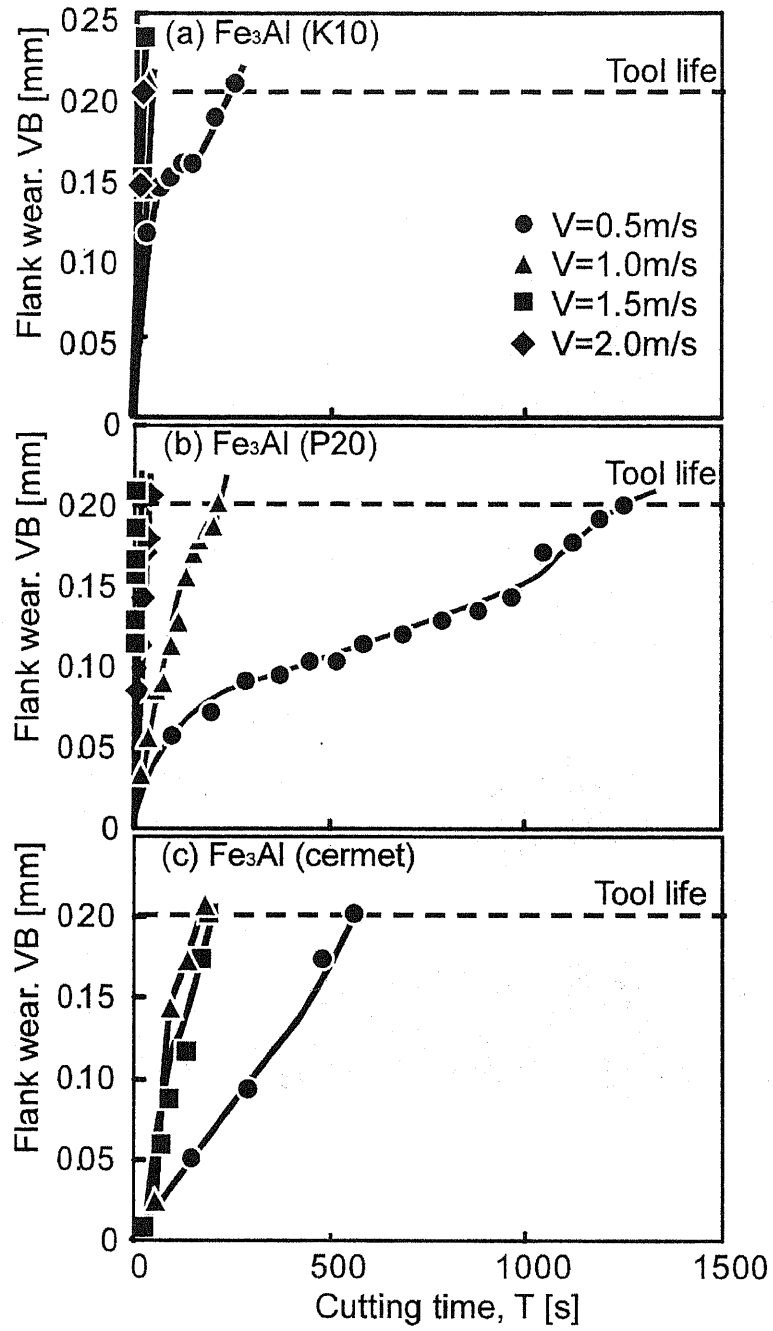 0.25
(a) Fe₃Al (K10)
Tool life
0.20
0.15
0.10
0.05
0
Flank wear. VB [mm]
V=0.5m/s
V=1.0m/s
V=1.5m/s
V=2.0m/s
(b) Fe₃Al (P20)
Tool life
0.20
0.15
0.10
0.05
0
Flank wear. VB [mm]
(c) Fe₃Al (cermet)
Tool life
0.20
0.15
0.10
0.05
0
Flank wear. VB [mm]
0 500 1000 1500
Cutting time, T [s]